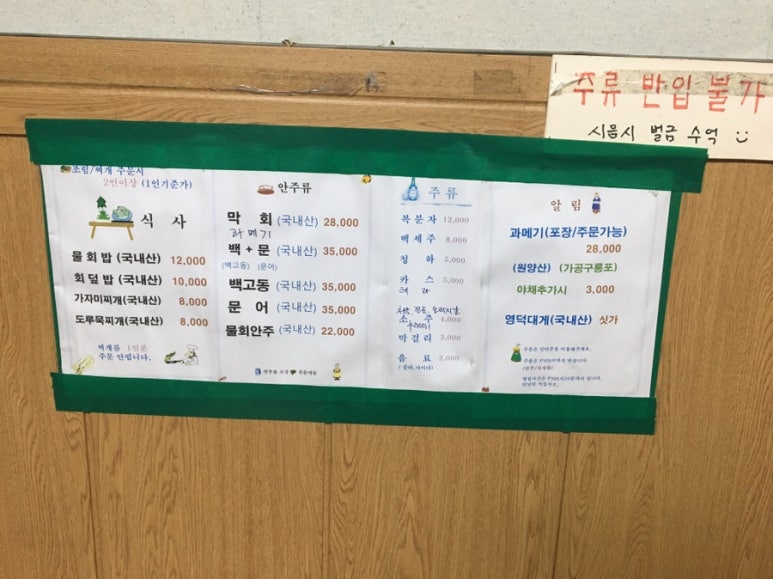 주류 반입 불가
시음시 벌금 수억
조림/찌개 주문시
2인이상 (1인기준가)
식 사
물 회 밥 (국내산) 12,000
회 덮 밥 (국내산) 10,000
가자미찌개(국내산) 8,000
도루묵찌개(국내산) 8,000
찌개류 1인분
주문 안됩니다.
안주류
막 회 (국내산) 28,000
과메기
백 + 문 (국내산) 35,000
(백고동) (문어)
백고동 (국내산) 35,000
문 어 (국내산) 35,000
물회안주 (국내산) 22,000
주 류
복 분 자 12,000
백 세 주 8,000
청 하 5,000
카 스 5,000
테 라
소 주 4,000
막 걸 리 3,000
음 료 2,000
(콜라,사이다)
알 림
과메기(포장/주문가능)
28,000
(원양산) (가공구룡포)
야채추가시 3,000
영덕대게(국내산) 싯가